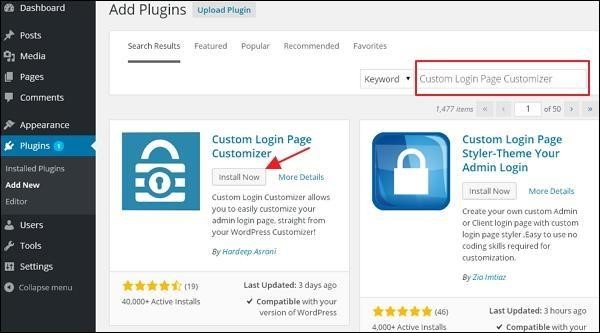 Dashboard
Posts
Media
Pages
Comments
Appearance
Plugins 1
Installed Plugins
Add New
Editor
Users
Tools
Settings
Collapse menu
Add Plugins Upload Plugin
Search Results Featured Popular Recommended Favorites
Keyword Custom Login Page Customizer
1,477 items « ‹ 1 of 50 › »
Custom Login Page
Customizer
Install Now More Details
Custom Login Customizer allows
you to easily customize your
admin login page, straight from
your WordPress Customizer!
By Hardeep Asrani
(19)
40,000+ Active Installs
Last Updated: 3 days ago
✓ Compatible with your
version of WordPress
Custom Login Page
Styler-Theme Your
Admin Login
Install Now More Details
Create your own custom Admin
or Client login page with custom
login page styler .Easy to use no
coding skills required for
customization.
By Zia Imtiaz
(46)
4,000+ Active Installs
Last Updated: 3 hours ago
✓ Compatible with your
version of WordPress